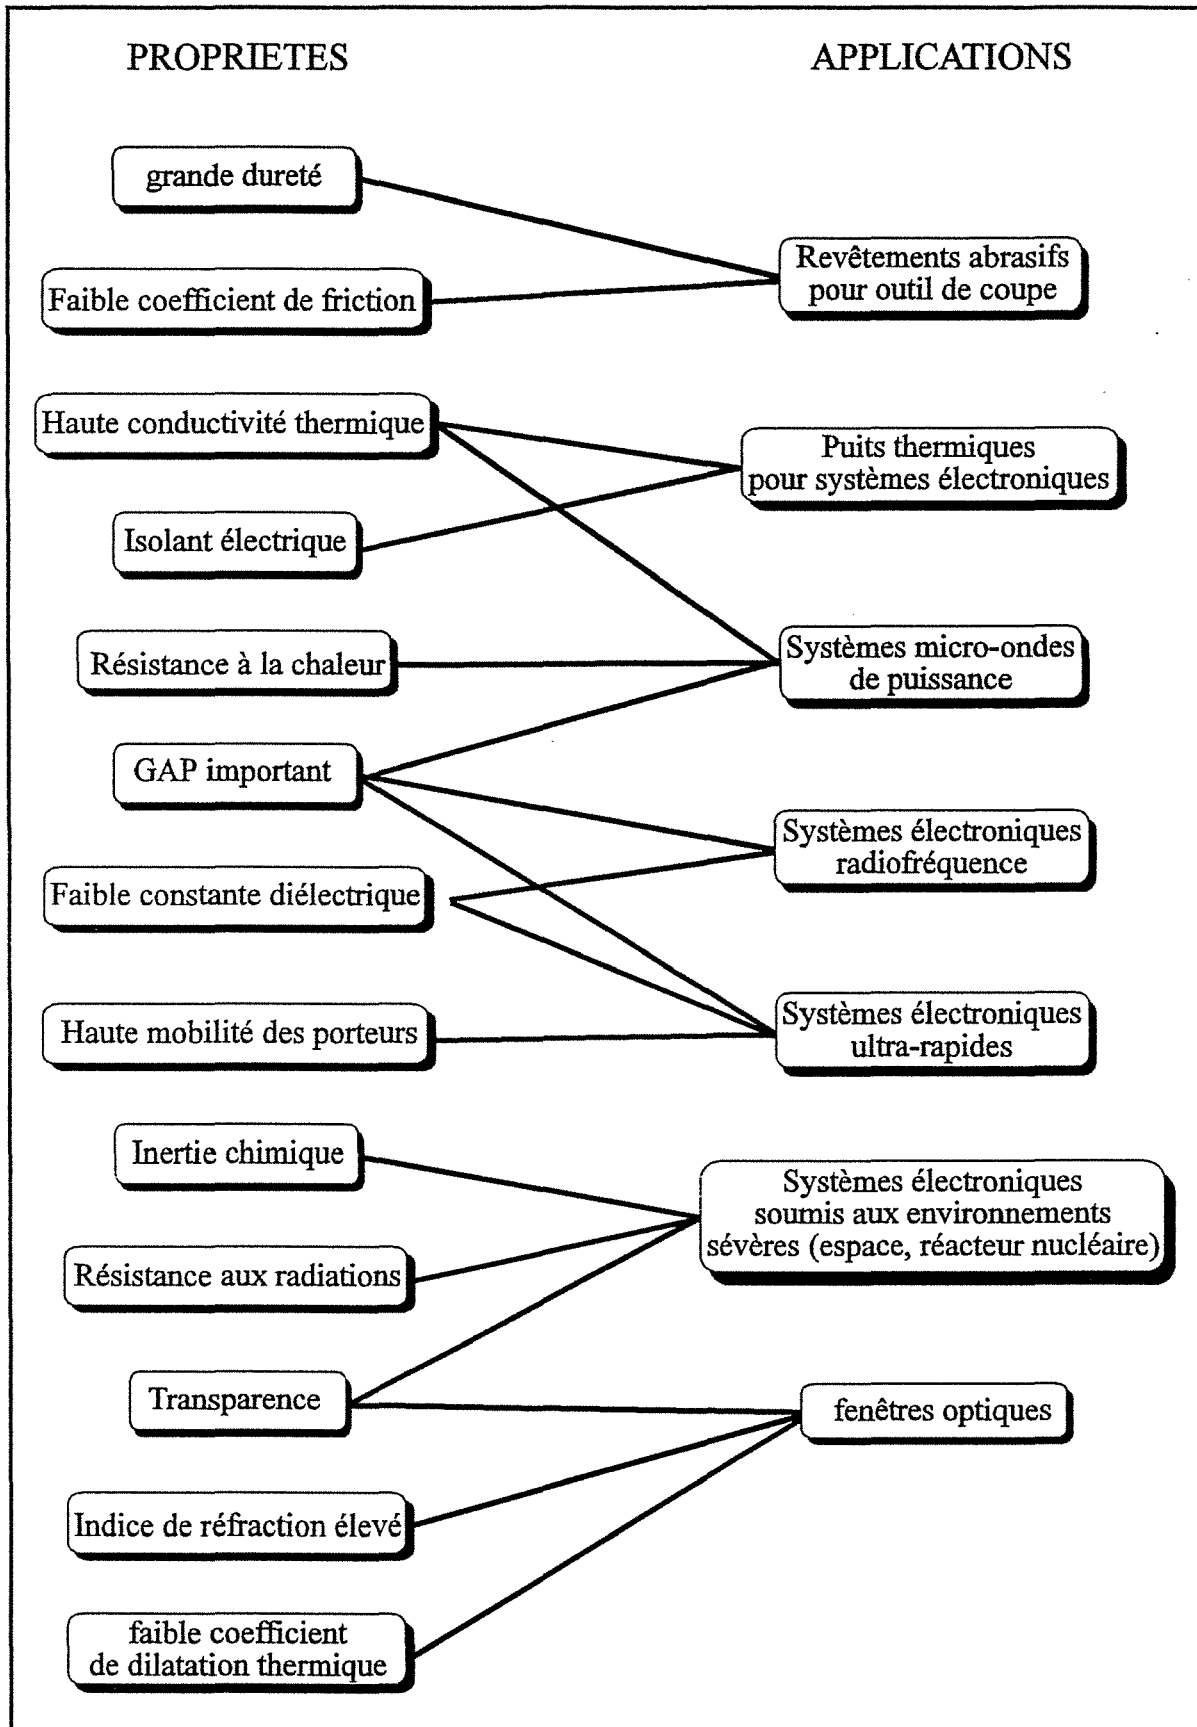 PROPRIETES
APPLICATIONS
grande dureté
Faible coefficient de friction
Revêtements abrasifs
pour outil de coupe
Haute conductivité thermique
Puits thermiques
pour systèmes électroniques
Isolant électrique
Résistance à la chaleur
Systèmes micro-ondes
de puissance
GAP important
Systèmes électroniques
radiofréquence
Faible constante diélectrique
Haute mobilité des porteurs
Systèmes électroniques
ultra-rapides
Inertie chimique
Systèmes électroniques
soumis aux environnements
sévères (espace, réacteur nucléaire)
Résistance aux radiations
Transparence
fenêtres optiques
Indice de réfraction élevé
faible coefficient
de dilatation thermique